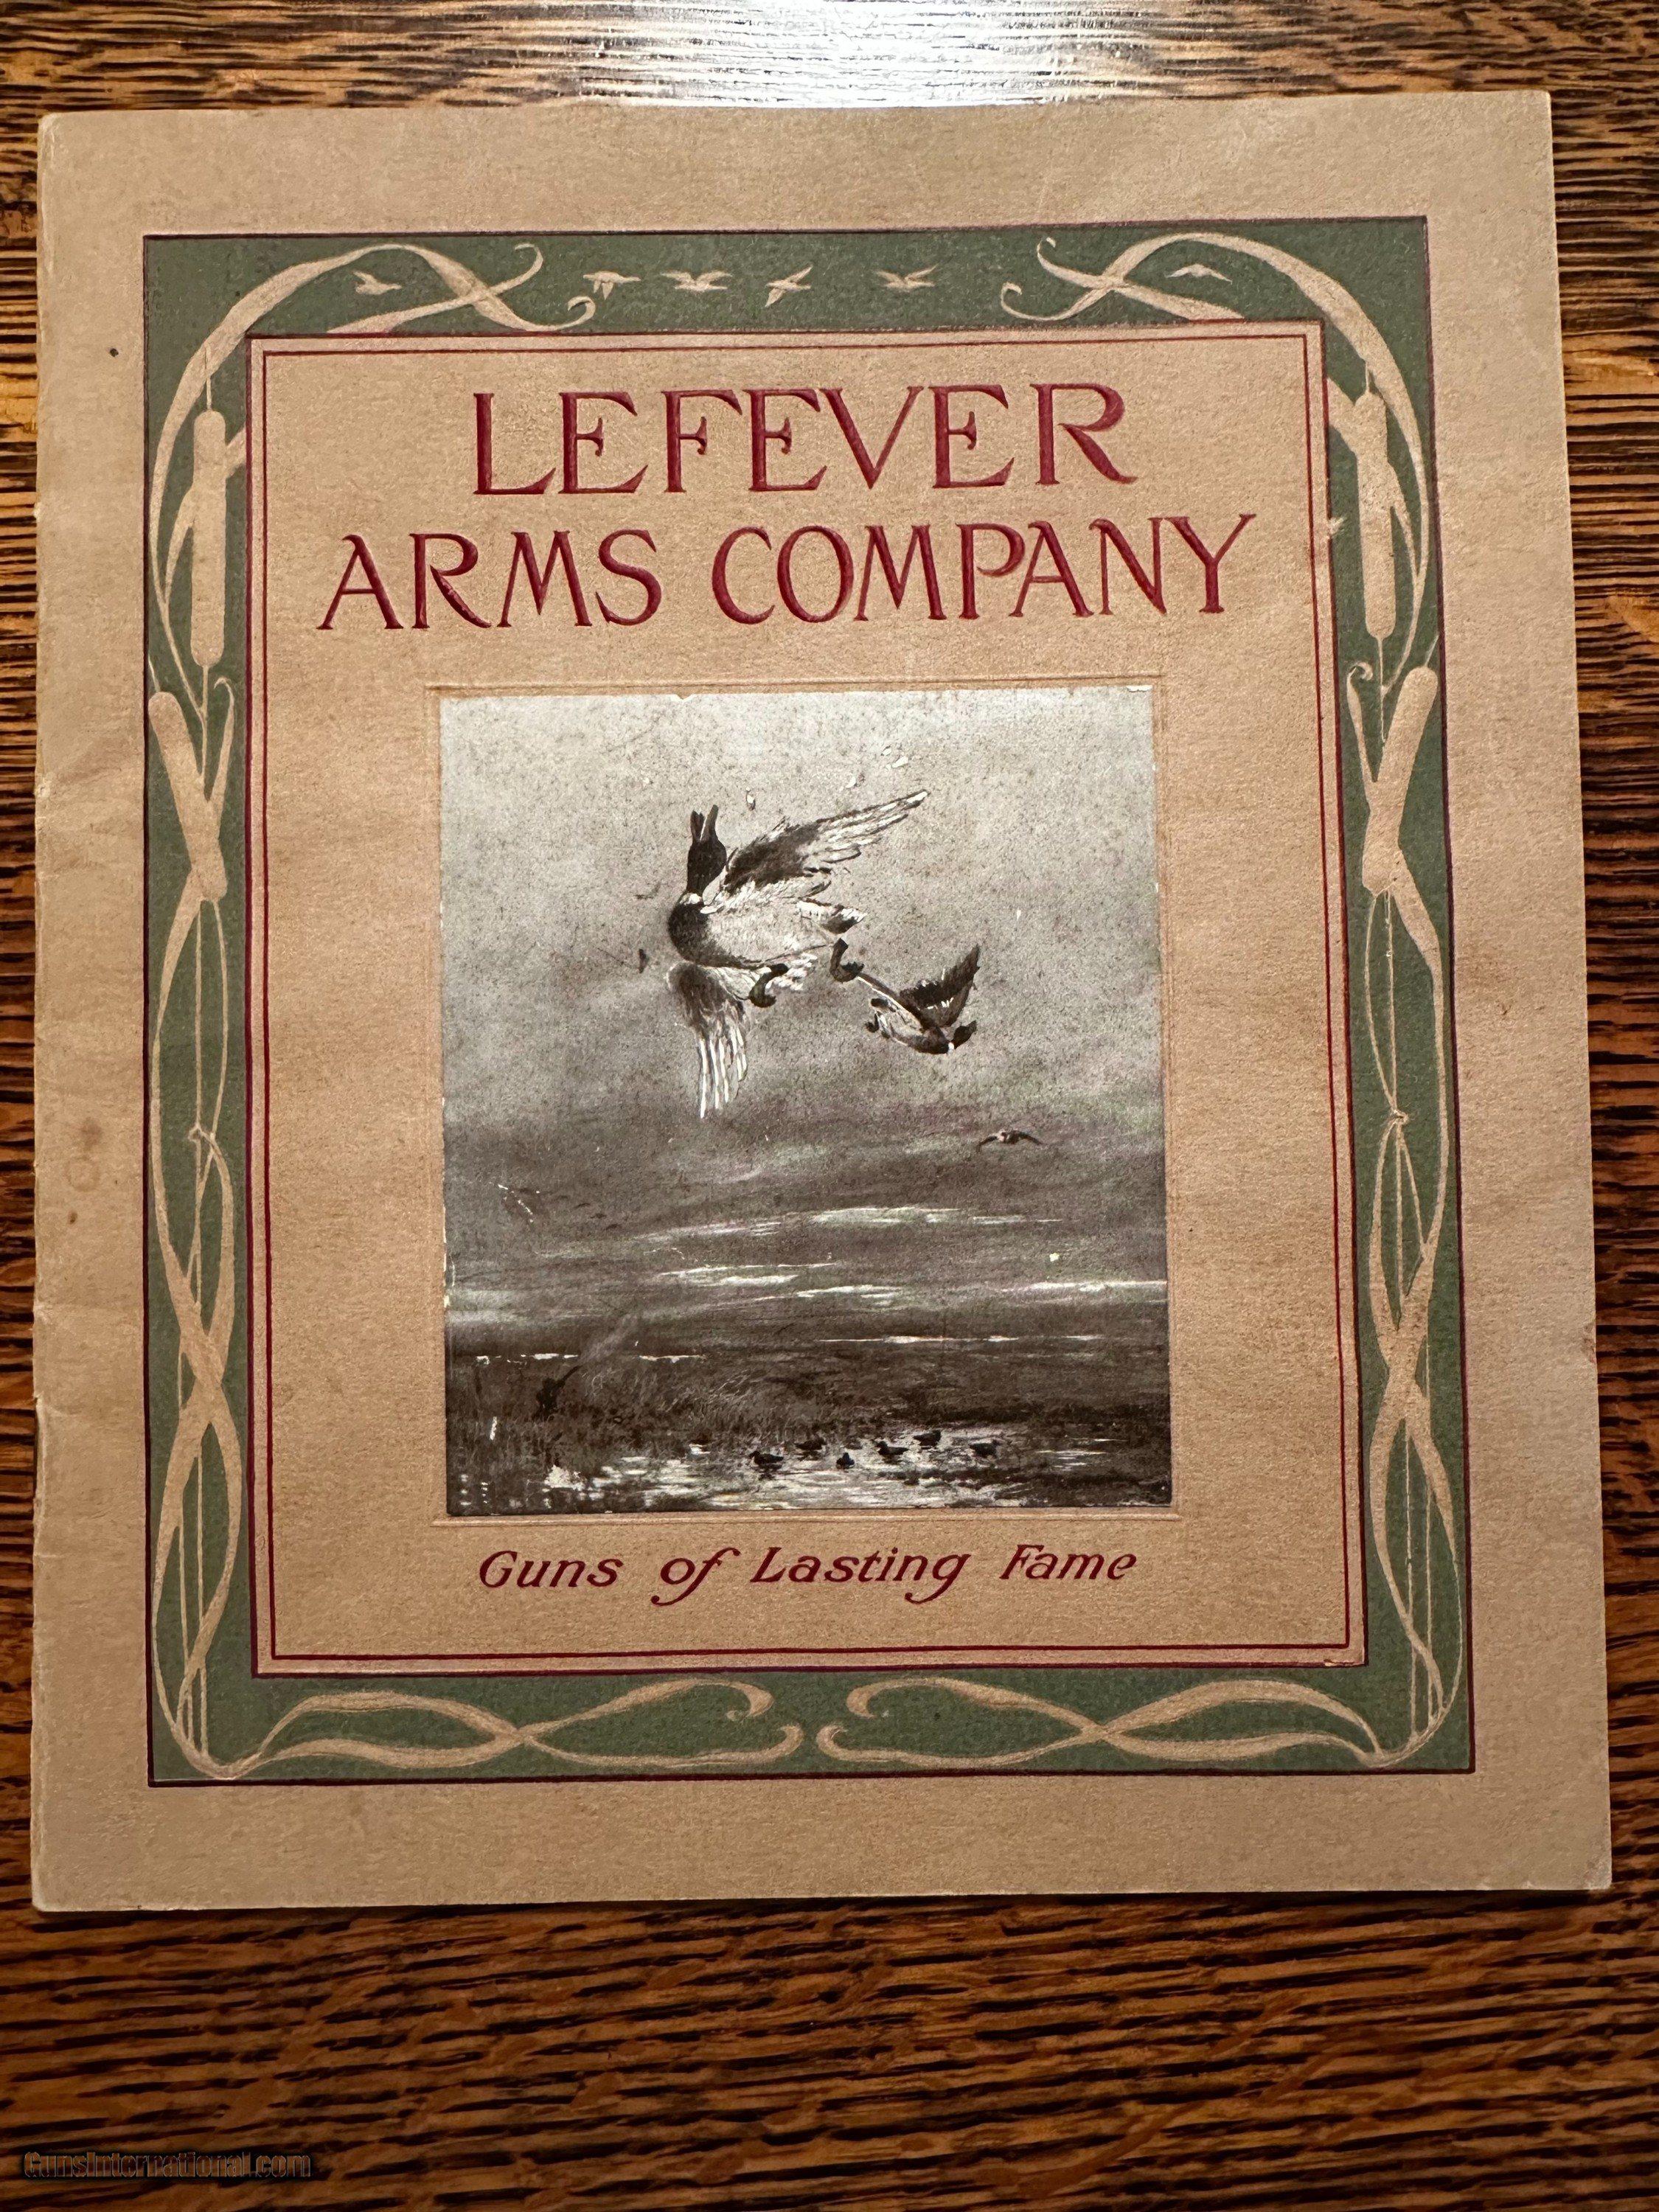 LEFEVER
ARMS COMPANY
Guns of Lasting Fame
GunsInternational.com